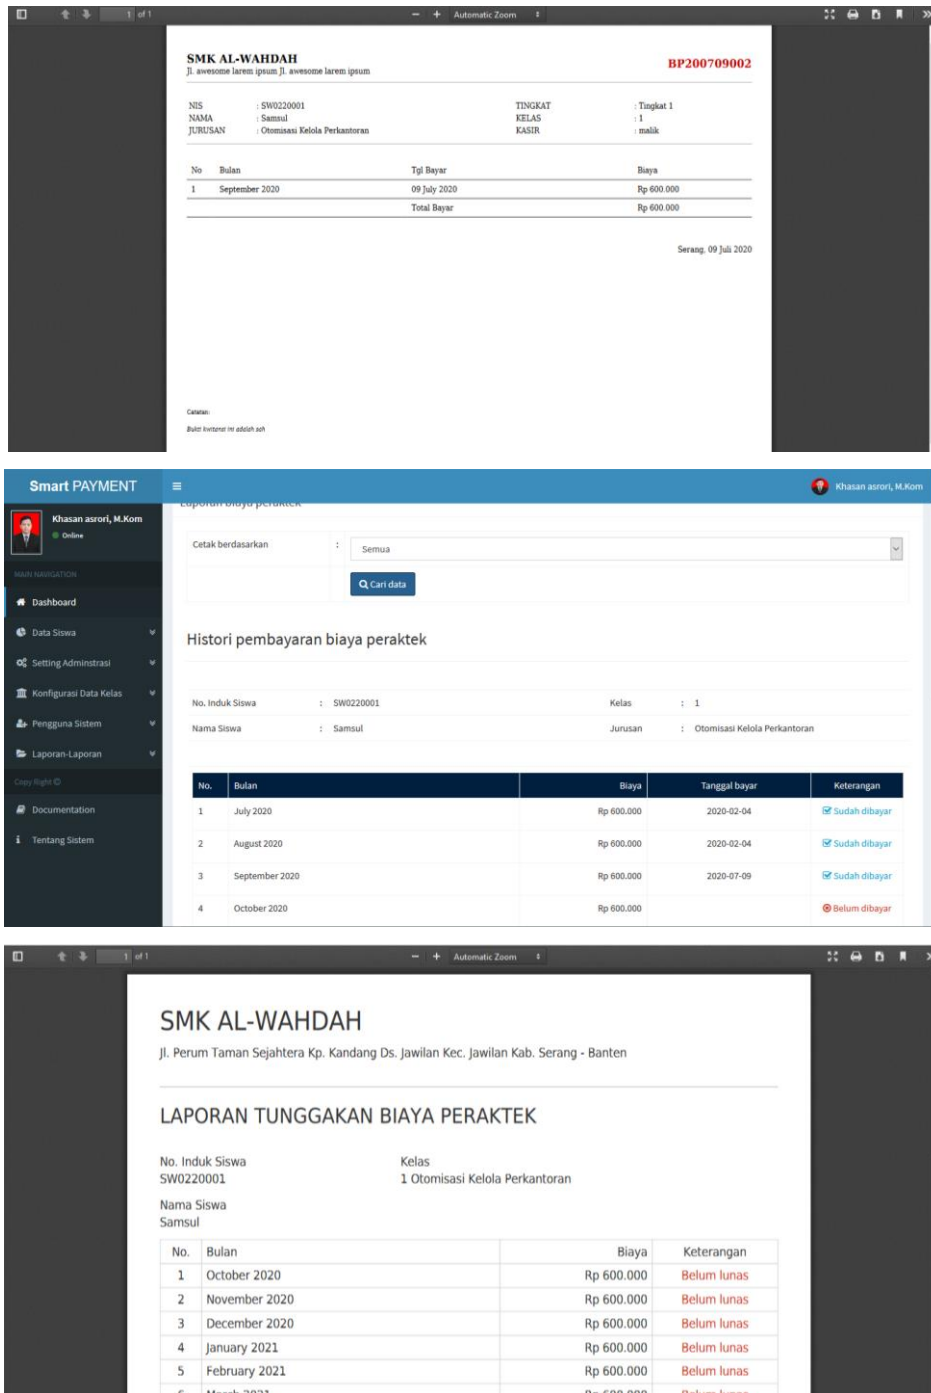 1 of 1
Automatic Zoom
SMK AL-WAHDAH
Jl. awesome larem ipsum Jl. awesome larem ipsum
BP200709002
NIS : SW0220001 TINGKAT : Tingkat 1
NAMA : Samsul KELAS : 1
JURUSAN : Otomisasi Kelola Perkantoran KASIR : malik
No Bulan Tgl Bayar Biaya
1 September 2020 09 July 2020 Rp 600.000
Total Bayar Rp 600.000
Serang, 09 Juli 2020
Catatan:
Bukti kwitansi ini adalah sah
Smart PAYMENT Khasan asrori, M.Kom
Khasan asrori, M.Kom
Online
MAIN NAVIGATION
Dashboard
Data Siswa
Setting Adminstrasi
Konfigurasi Data Kelas
Pengguna Sistem
Laporan-Laporan
Copy Right ©
Documentation
Tentang Sistem
Laporan biaya peraktek
Cetak berdasarkan : Semua
Cari data
Histori pembayaran biaya peraktek
No. Induk Siswa : SW0220001 Kelas : 1
Nama Siswa : Samsul Jurusan : Otomisasi Kelola Perkantoran
No. Bulan Biaya Tanggal bayar Keterangan
1 July 2020 Rp 600.000 2020-02-04 Sudah dibayar
2 August 2020 Rp 600.000 2020-02-04 Sudah dibayar
3 September 2020 Rp 600.000 2020-07-09 Sudah dibayar
4 October 2020 Rp 600.000 Belum dibayar
1 of 1
Automatic Zoom
SMK AL-WAHDAH
Jl. Perum Taman Sejahtera Kp. Kandang Ds. Jawilan Kec. Jawilan Kab. Serang - Banten
LAPORAN TUNGGAKAN BIAYA PERAKTEK
No. Induk Siswa Kelas
SW0220001 1 Otomisasi Kelola Perkantoran
Nama Siswa
Samsul
No. Bulan Biaya Keterangan
1 October 2020 Rp 600.000 Belum lunas
2 November 2020 Rp 600.000 Belum lunas
3 December 2020 Rp 600.000 Belum lunas
4 January 2021 Rp 600.000 Belum lunas
5 February 2021 Rp 600.000 Belum lunas
6 March 2021 Rp 600.000 Belum lunas